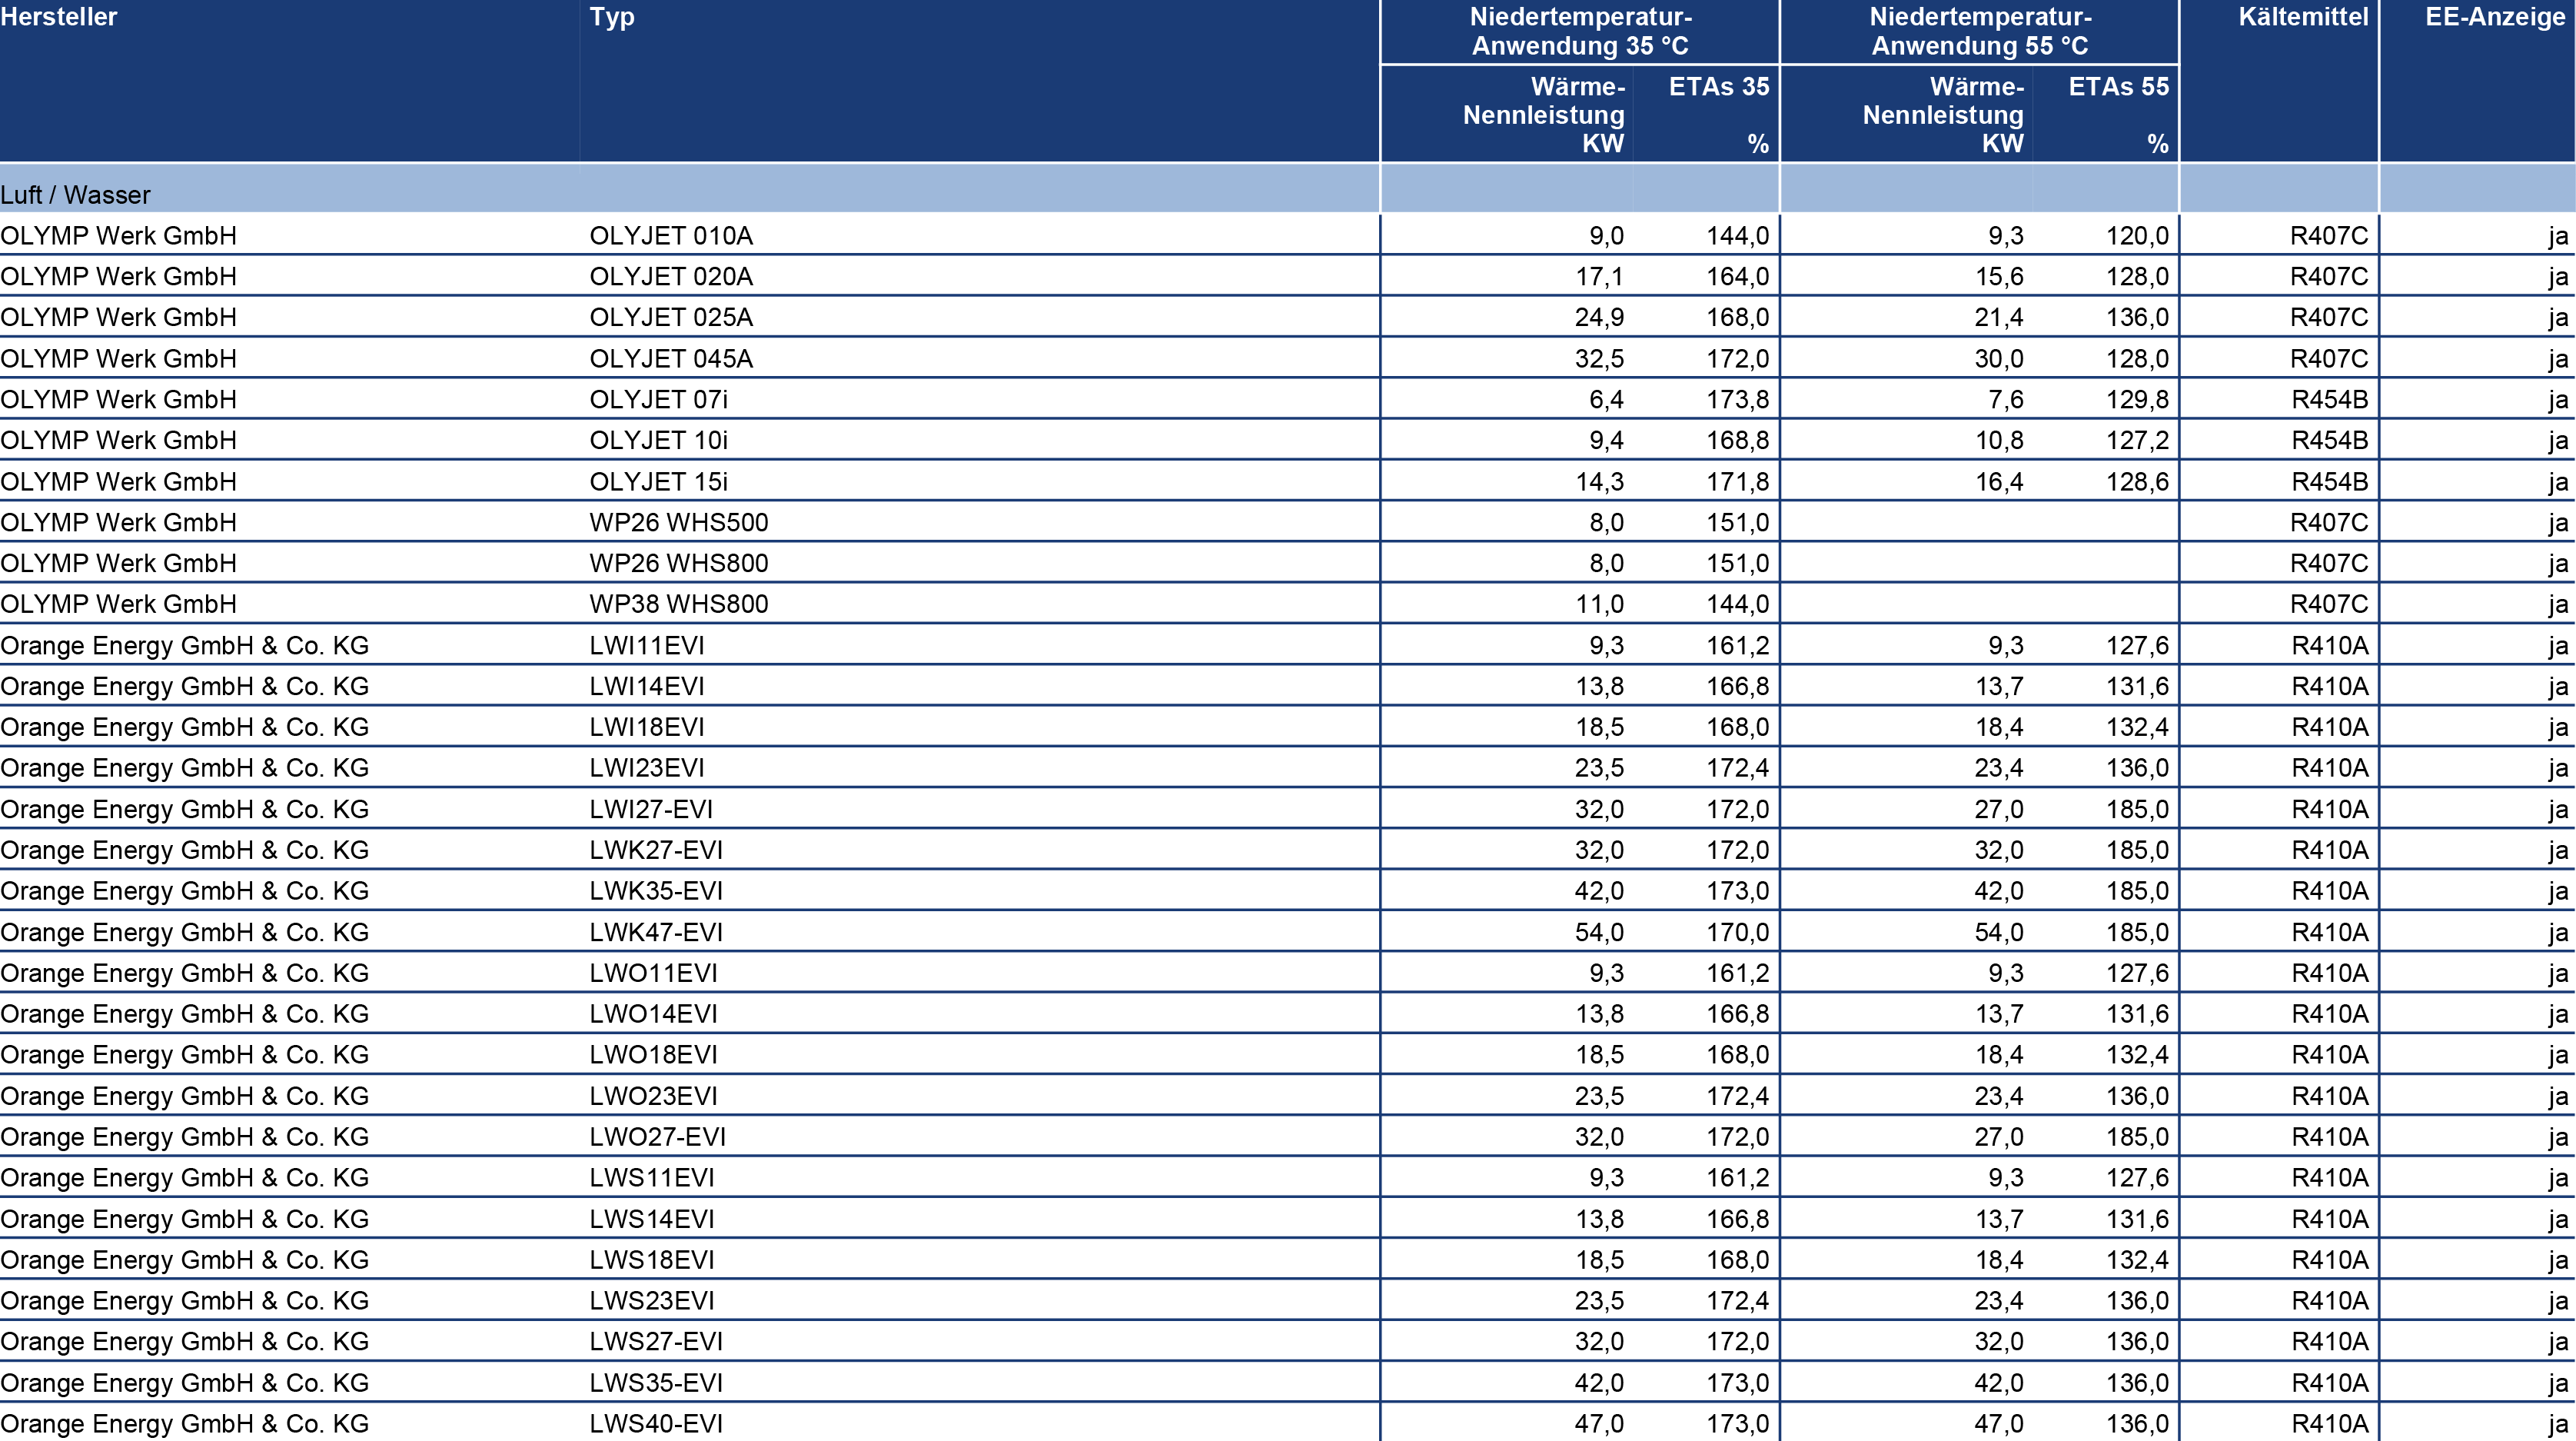 Hersteller Typ Niedertemperatur- Niedertemperatur- Kältemittel EE-Anzeige
Anwendung 35 °C Anwendung 55 °C
Wärme- ETAs 35 Wärme- ETAs 55
Nennleistung Nennleistung
KW % KW %
Luft / Wasser
OLYMP Werk GmbH OLYJET 010A 9,0 144,0 9,3 120,0 R407C ja
OLYMP Werk GmbH OLYJET 020A 17,1 164,0 15,6 128,0 R407C ja
OLYMP Werk GmbH OLYJET 025A 24,9 168,0 21,4 136,0 R407C ja
OLYMP Werk GmbH OLYJET 045A 32,5 172,0 30,0 128,0 R407C ja
OLYMP Werk GmbH OLYJET 07i 6,4 173,8 7,6 129,8 R454B ja
OLYMP Werk GmbH OLYJET 10i 9,4 168,8 10,8 127,2 R454B ja
OLYMP Werk GmbH OLYJET 15i 14,3 171,8 16,4 128,6 R454B ja
OLYMP Werk GmbH WP26 WHS500 8,0 151,0 R407C ja
OLYMP Werk GmbH WP26 WHS800 8,0 151,0 R407C ja
OLYMP Werk GmbH WP38 WHS800 11,0 144,0 R407C ja
Orange Energy GmbH & Co. KG LWI11EVI 9,3 161,2 9,3 127,6 R410A ja
Orange Energy GmbH & Co. KG LWI14EVI 13,8 166,8 13,7 131,6 R410A ja
Orange Energy GmbH & Co. KG LWI18EVI 18,5 168,0 18,4 132,4 R410A ja
Orange Energy GmbH & Co. KG LWI23EVI 23,5 172,4 23,4 136,0 R410A ja
Orange Energy GmbH & Co. KG LWI27-EVI 32,0 172,0 27,0 185,0 R410A ja
Orange Energy GmbH & Co. KG LWK27-EVI 32,0 172,0 32,0 185,0 R410A ja
Orange Energy GmbH & Co. KG LWK35-EVI 42,0 173,0 42,0 185,0 R410A ja
Orange Energy GmbH & Co. KG LWK47-EVI 54,0 170,0 54,0 185,0 R410A ja
Orange Energy GmbH & Co. KG LWO11EVI 9,3 161,2 9,3 127,6 R410A ja
Orange Energy GmbH & Co. KG LWO14EVI 13,8 166,8 13,7 131,6 R410A ja
Orange Energy GmbH & Co. KG LWO18EVI 18,5 168,0 18,4 132,4 R410A ja
Orange Energy GmbH & Co. KG LWO23EVI 23,5 172,4 23,4 136,0 R410A ja
Orange Energy GmbH & Co. KG LWO27-EVI 32,0 172,0 27,0 185,0 R410A ja
Orange Energy GmbH & Co. KG LWS11EVI 9,3 161,2 9,3 127,6 R410A ja
Orange Energy GmbH & Co. KG LWS14EVI 13,8 166,8 13,7 131,6 R410A ja
Orange Energy GmbH & Co. KG LWS18EVI 18,5 168,0 18,4 132,4 R410A ja
Orange Energy GmbH & Co. KG LWS23EVI 23,5 172,4 23,4 136,0 R410A ja
Orange Energy GmbH & Co. KG LWS27-EVI 32,0 172,0 32,0 136,0 R410A ja
Orange Energy GmbH & Co. KG LWS35-EVI 42,0 173,0 42,0 136,0 R410A ja
Orange Energy GmbH & Co. KG LWS40-EVI 47,0 173,0 47,0 136,0 R410A ja